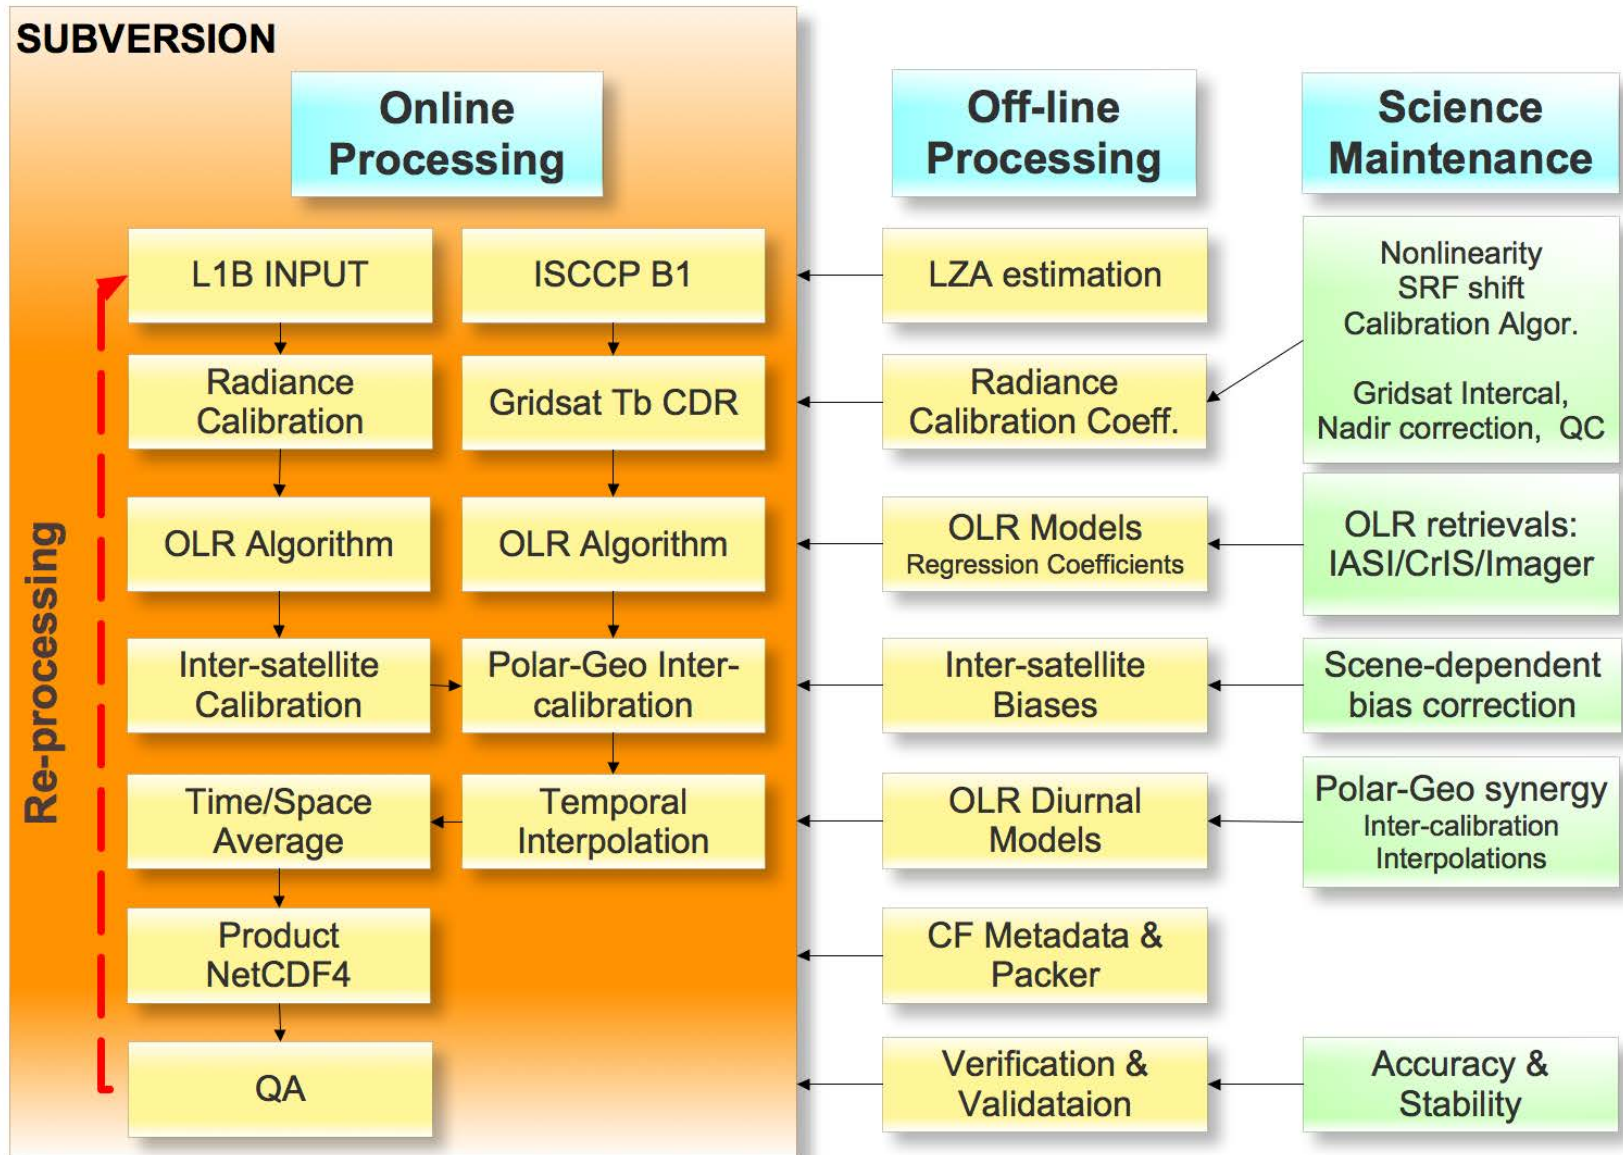 SUBVERSION
Online
Processing
Off-line
Processing
Science
Maintenance
L1B INPUT
ISCCP B1
LZA estimation
Nonlinearity
SRF shift
Calibration Algor.
Gridsat Intercal,
Nadir correction, QC
Radiance
Calibration
Gridsat Tb CDR
Radiance
Calibration Coeff.
OLR Algorithm
OLR Algorithm
OLR Models
Regression Coefficients
OLR retrievals:
IASI/CrIS/Imager
Inter-satellite
Calibration
Polar-Geo Inter-
calibration
Inter-satellite
Biases
Scene-dependent
bias correction
Time/Space
Average
Temporal
Interpolation
OLR Diurnal
Models
Polar-Geo synergy
Inter-calibration
Interpolations
Product
NetCDF4
CF Metadata &
Packer
QA
Verification &
Validataion
Accuracy &
Stability
Re-processing